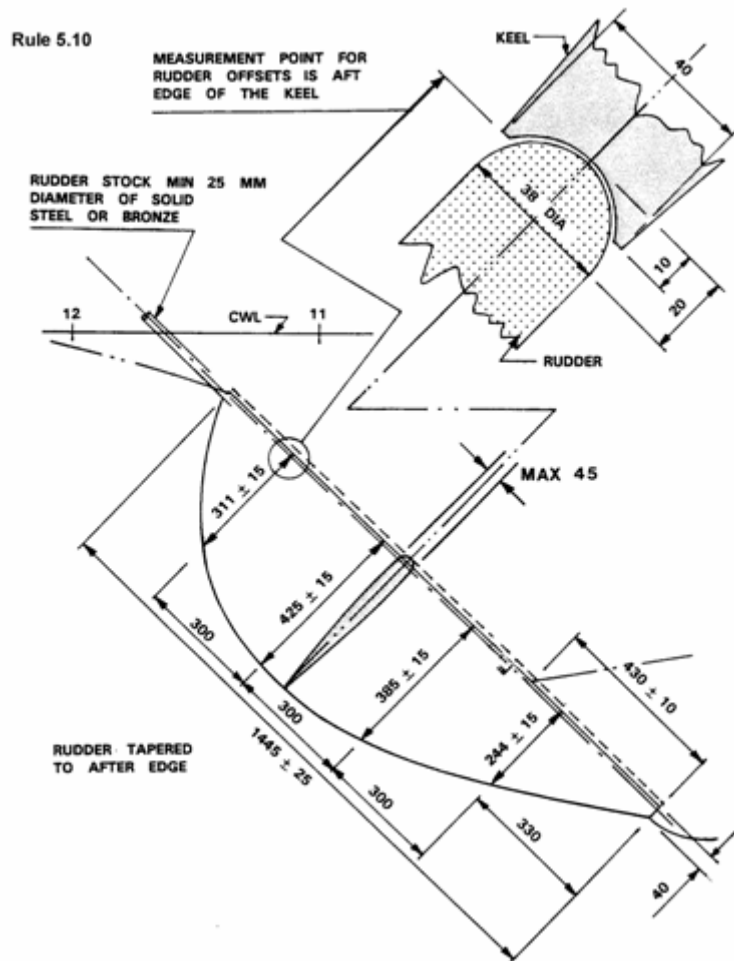 Rule 5.10
MEASUREMENT POINT FOR
RUDDER OFFSETS IS AFT
EDGE OF THE KEEL
KEEL
40
RUDDER STOCK MIN 25 MM
DIAMETER OF SOLID
STEEL OR BRONZE
38 DIA
10
20
12
CWL
11
RUDDER
311 ± 15
MAX 45
425 ± 15
300
385 ± 15
430 ± 10
300
244 ± 15
1445 ± 25
RUDDER TAPERED
TO AFTER EDGE
300
330
40